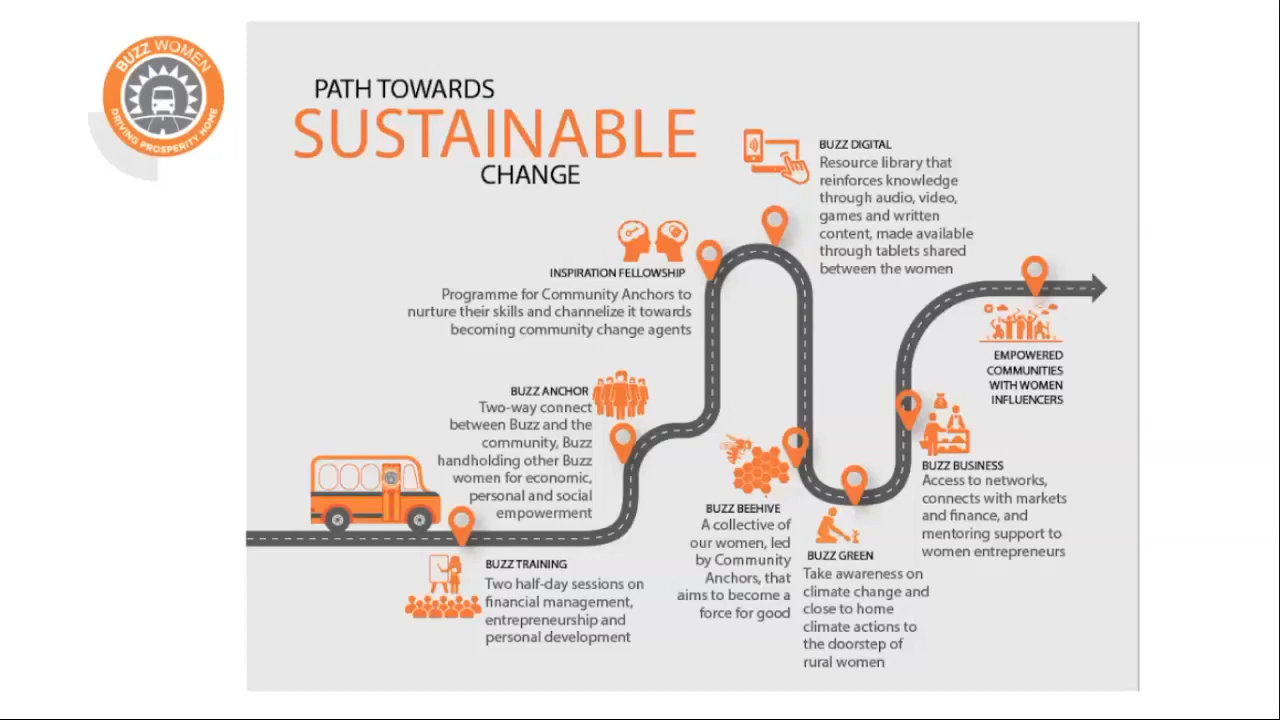 BUZZ WOMEN
DRIVING PROSPERITY HOME
PATH TOWARDS
SUSTAINABLE
CHANGE
BUZZ DIGITAL
Resource library that
reinforces knowledge
through audio, video,
games and written
content, made available
through tablets shared
between the women
INSPIRATION FELLOWSHIP
Programme for Community Anchors to
nurture their skills and channelize it towards
becoming community change agents
EMPOWERED
COMMUNITIES
WITH WOMEN
INFLUENCERS
BUZZ ANCHOR
Two-way connect
between Buzz and the
community, Buzz
handholding other Buzz
women for economic,
personal and social
empowerment
BUZZ BUSINESS
Access to networks,
connects with markets
and finance, and
mentoring support to
women entrepreneurs
BUZZ BEEHIVE
A collective of
our women, led
by Community
Anchors, that
aims to become a
force for good
BUZZ GREEN
Take awareness on
climate change and
close to home
climate actions to
the doorstep of
rural women
BUZZ TRAINING
Two half-day sessions on
financial management,
entrepreneurship and
personal development